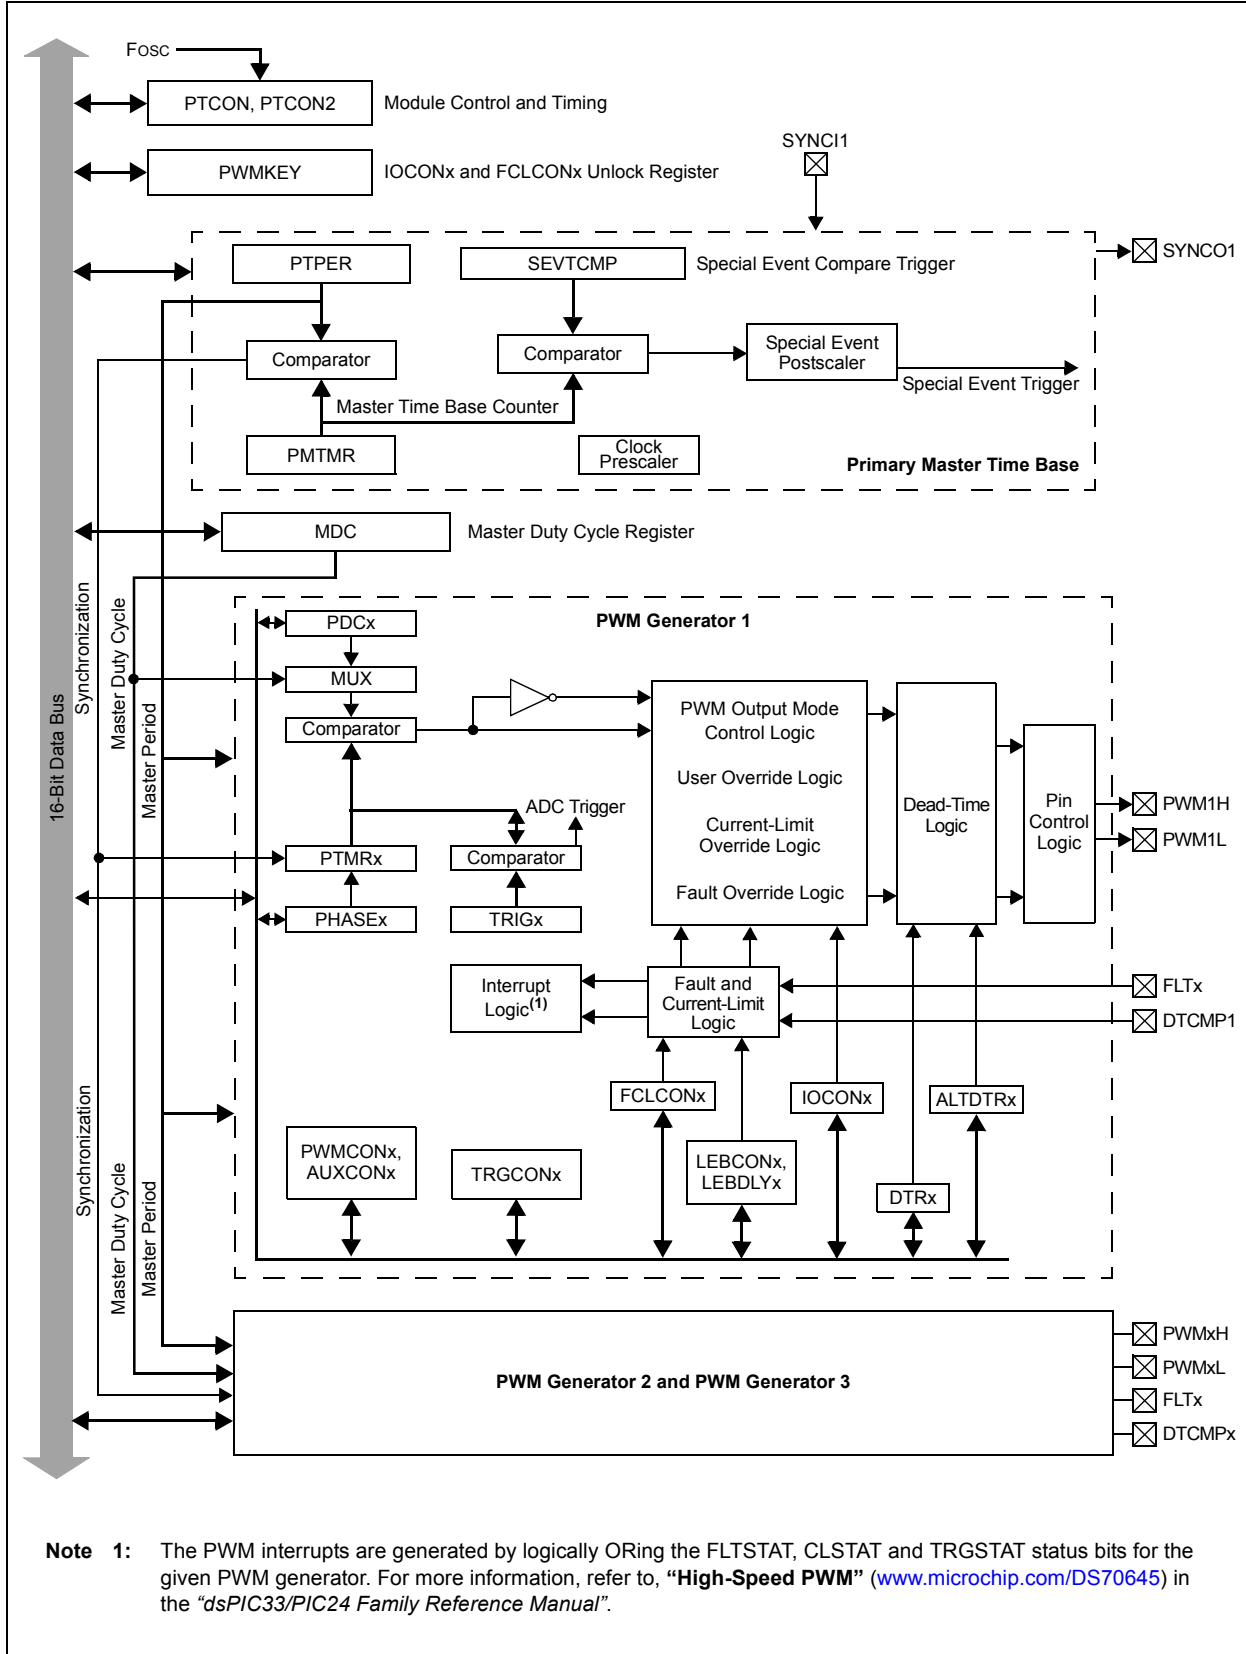 FOSC
PTCON, PTCON2
Module Control and Timing
SYNCI1
PWMKEY
IOCONx and FCLCONx Unlock Register
PTPER
SEVTCMP
Special Event Compare Trigger
SYNCO1
Comparator
Comparator
Special Event
Postscaler
Special Event Trigger
Master Time Base Counter
PMTMR
Clock
Prescaler
Primary Master Time Base
MDC
Master Duty Cycle Register
16-Bit Data Bus
Synchronization
Master Duty Cycle
Master Period
PWM Generator 1
PDCx
MUX
Comparator
PWM Output Mode
Control Logic
User Override Logic
Current-Limit
Override Logic
Fault Override Logic
Dead-Time
Logic
Pin
Control
Logic
PWM1H
PWM1L
ADC Trigger
PTMRx
Comparator
PHASEx
TRIGx
Interrupt
Logic(1)
Fault and
Current-Limit
Logic
FLTx
DTCMP1
FCLCONx
IOCONx
ALTDTRx
PWMCONx,
AUXCONx
TRGCONx
LEBCONx,
LEBDLYx
DTRx
Synchronization
Master Duty Cycle
Master Period
PWM Generator 2 and PWM Generator 3
PWMxH
PWMxL
FLTx
DTCMPx
Note 1: The PWM interrupts are generated by logically ORing the FLTSTAT, CLSTAT and TRGSTAT status bits for the
given PWM generator. For more information, refer to, “High-Speed PWM” (www.microchip.com/DS70645) in
the “dsPIC33/PIC24 Family Reference Manual”.